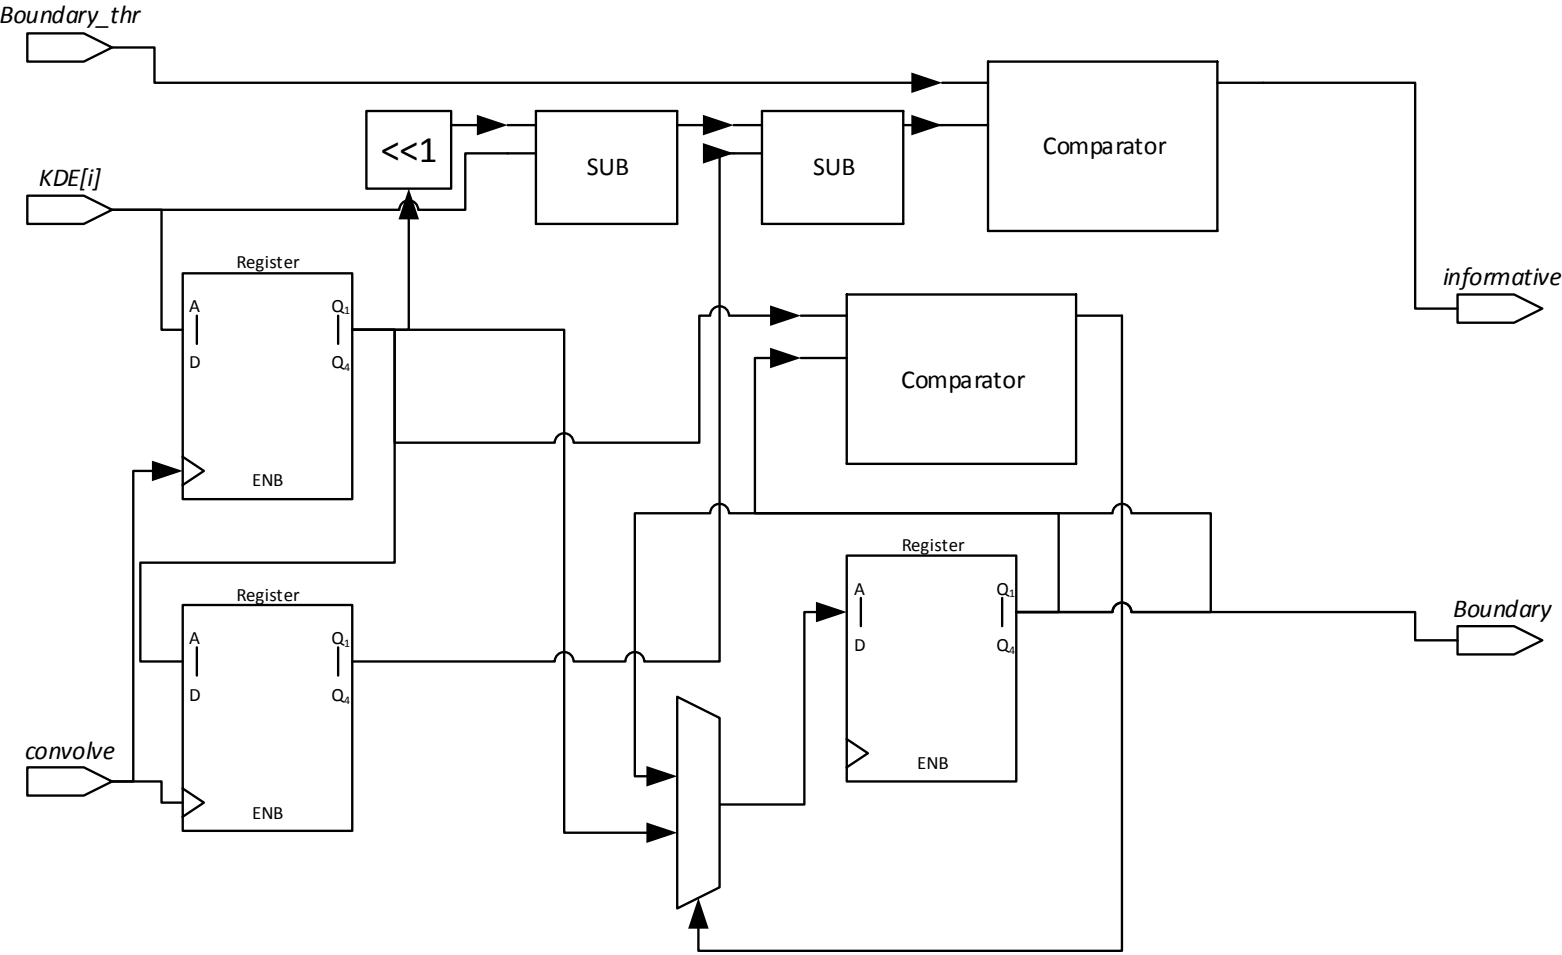 Boundary_thr
<<1
SUB
SUB
Comparator
KDE[i]
Register
A
D
Q1
Q4
ENB
informative
Comparator
Register
A
D
Q1
Q4
ENB
Register
A
D
Q1
Q4
ENB
Boundary
convolve